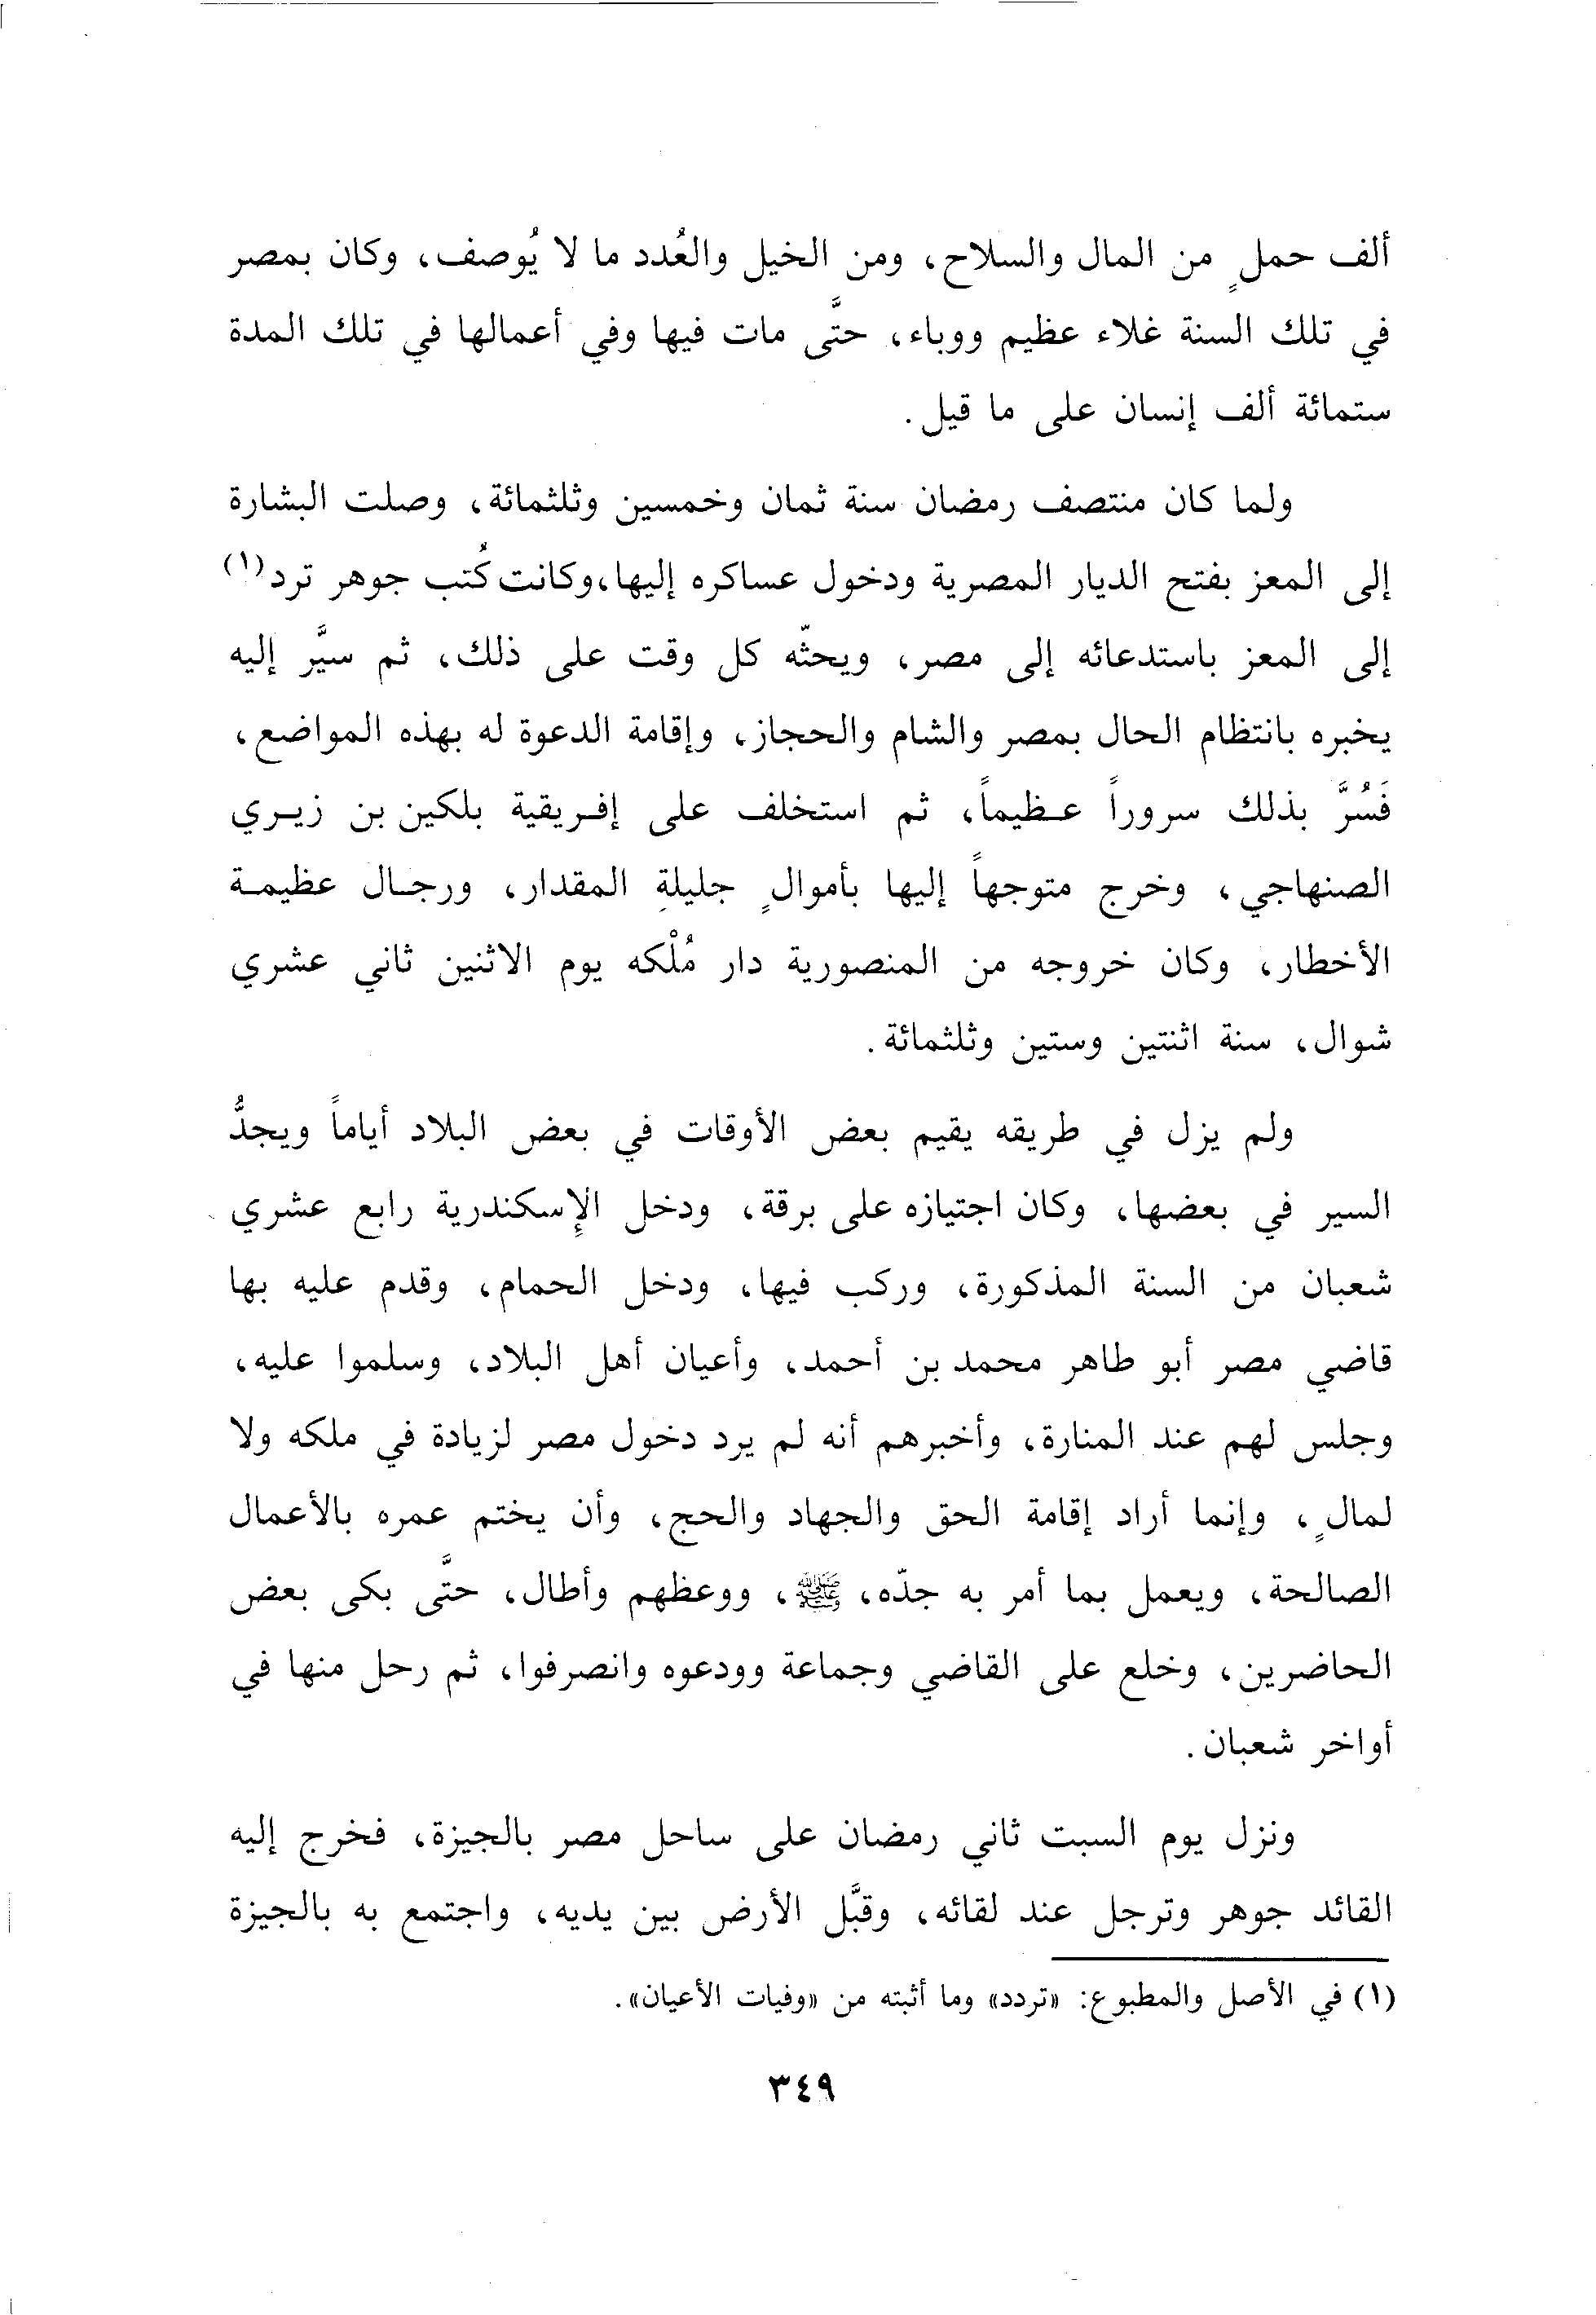 ألف حملٍ من المال والسلاح، ومن الخيل والعُدد ما لا يُوصف، وكان بمصر
في تلك السنة غلاء عظيم ووباء، حتَّى مات فيها وفي أعمالها في تلك المدة
ستمائة ألف إنسان على ما قيل.
ولما كان منتصف رمضان سنة ثمان وخمسين وثلثمائة، وصلت البشارة
إلى المعز بفتح الديار المصرية ودخول عساكره إليها، وكانت كُتب جوهر ترد(١)
إلى المعز باستدعائه إلى مصر، ويحثّه كل وقت على ذلك، ثم سيَّر إليه
يخبره بانتظام الحال بمصر والشام والحجاز، وإقامة الدعوة له بهذه المواضع،
فَسُرَّ بذلك سروراً عـظيماً، ثم استخلف على إفـريقية بلكين بن زيـري
الصنهاجي، وخرج متوجهاً إليها بأموالٍ جليلةِ المقدار، ورجـال عظيمـة
الأخطار، وكان خروجه من المنصورية دار مُلْكه يوم الاثنين ثاني عشري
شوال، سنة اثنتين وستين وثلثمائة.
ولم يزل في طريقه يقيم بعض الأوقات في بعض البلاد أياماً ويجدُّ
السير في بعضها، وكان اجتيازه على برقة، ودخل الإسكندرية رابع عشري
شعبان من السنة المذكورة، وركب فيها، ودخل الحمام، وقدم عليه بها
قاضي مصر أبو طاهر محمد بن أحمد، وأعيان أهل البلاد، وسلموا عليه،
وجلس لهم عند المنارة، وأخبرهم أنه لم يرد دخول مصر لزيادة في ملكه ولا
لمالٍ، وإنما أراد إقامة الحق والجهاد والحج، وأن يختم عمره بالأعمال
الصالحة، ويعمل بما أمر به جدّه، ﷺ، ووعظهم وأطال، حتَّى بكى بعض
الحاضرين، وخلع على القاضي وجماعة وودعوه وانصرفوا، ثم رحل منها في
أواخر شعبان.
ونزل يوم السبت ثاني رمضان على ساحل مصر بالجيزة، فخرج إليه
القائد جوهر وترجل عند لقائه، وقبَّل الأرض بين يديه، واجتمع به بالجيزة
(١) في الأصل والمطبوع: «تردد» وما أثبته من «وفيات الأعيان».
٣٤٩